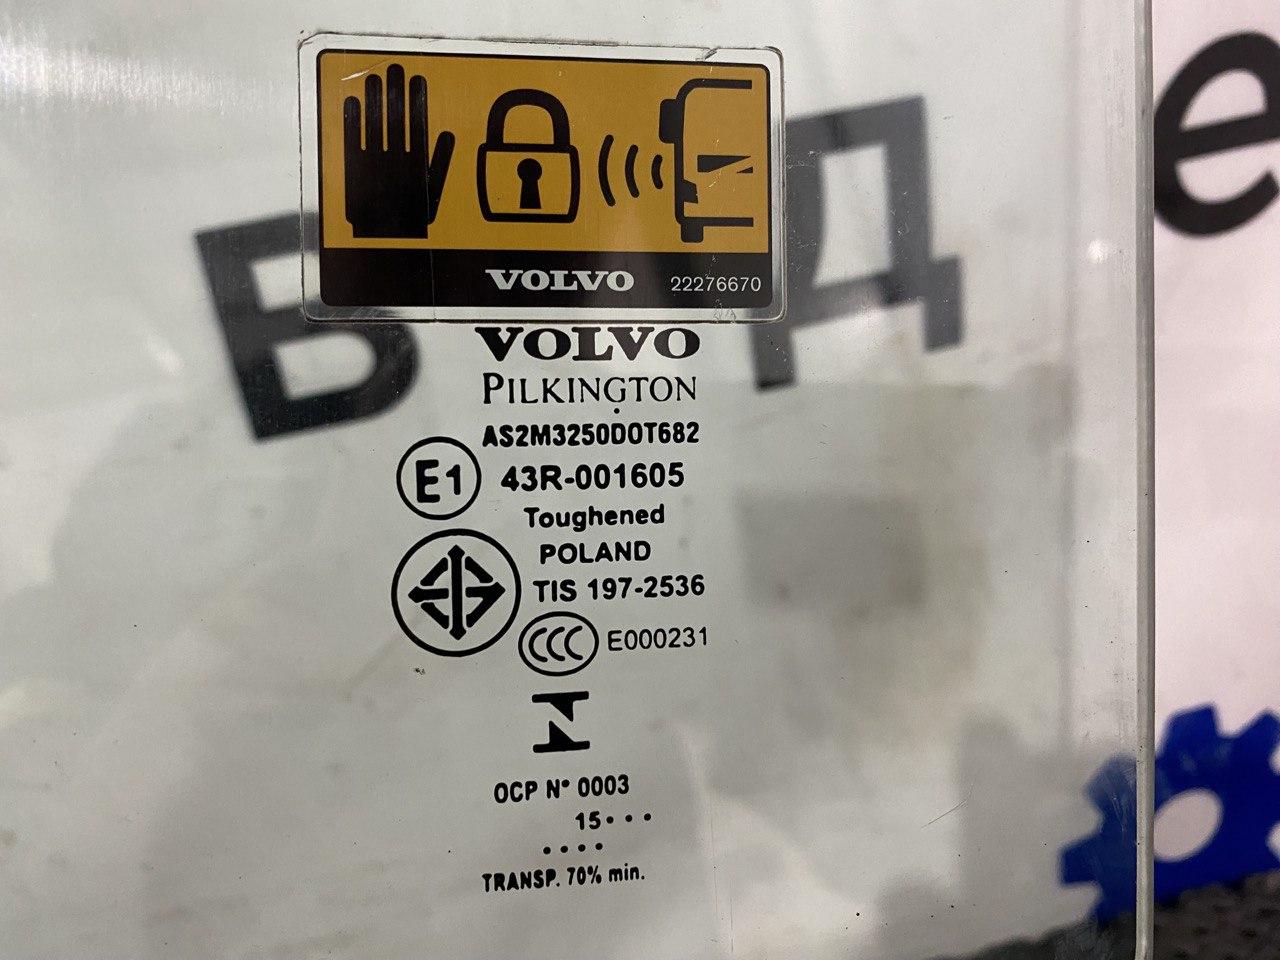 VOLVO 22276670
VOLVO
PILKINGTON
AS2M3250DOT682
E1 43R-001605
Toughened
POLAND
TIS 197-2536
CCC E000231
OCP N° 0003
15• • •
• • • •
TRANSP. 70% min.
Б Д е